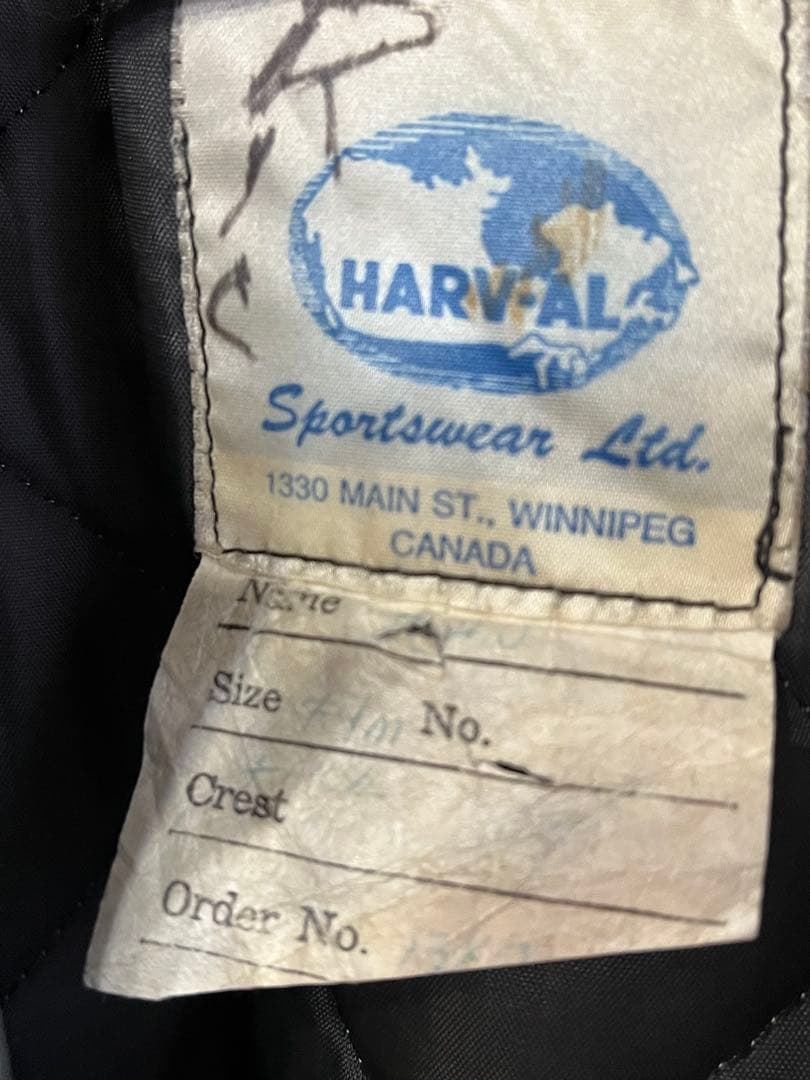 HARV-AL
Sportswear Ltd.
1330 MAIN ST., WINNIPEG
CANADA
Name
Size No.
Crest
Order No.